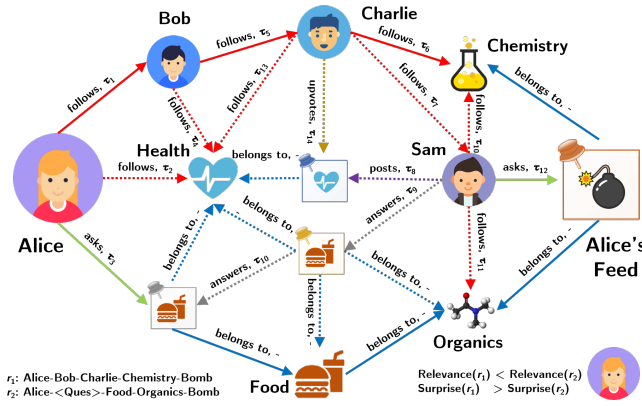 Bob
Charlie
Chemistry
follows, τ1
follows, τ5
follows, τ6
follows, τ4
follows, τ13
upvotes, τ14
follows, τ7
follows, τ10
belongs to, -
Health
Sam
follows, τ2
belongs to, -
posts, τ8
asks, τ12
Alice
asks, τ3
belongs to, -
belongs to, -
answers, τ9
follows, τ11
belongs to, -
Alice's
Feed
answers, τ10
belongs to, -
belongs to, -
belongs to, -
belongs to, -
Organics
Food
r1: Alice-Bob-Charlie-Chemistry-Bomb
r2: Alice-<Ques>-Food-Organics-Bomb
Relevance(r1) < Relevance(r2)
Surprise(r1) > Surprise(r2)